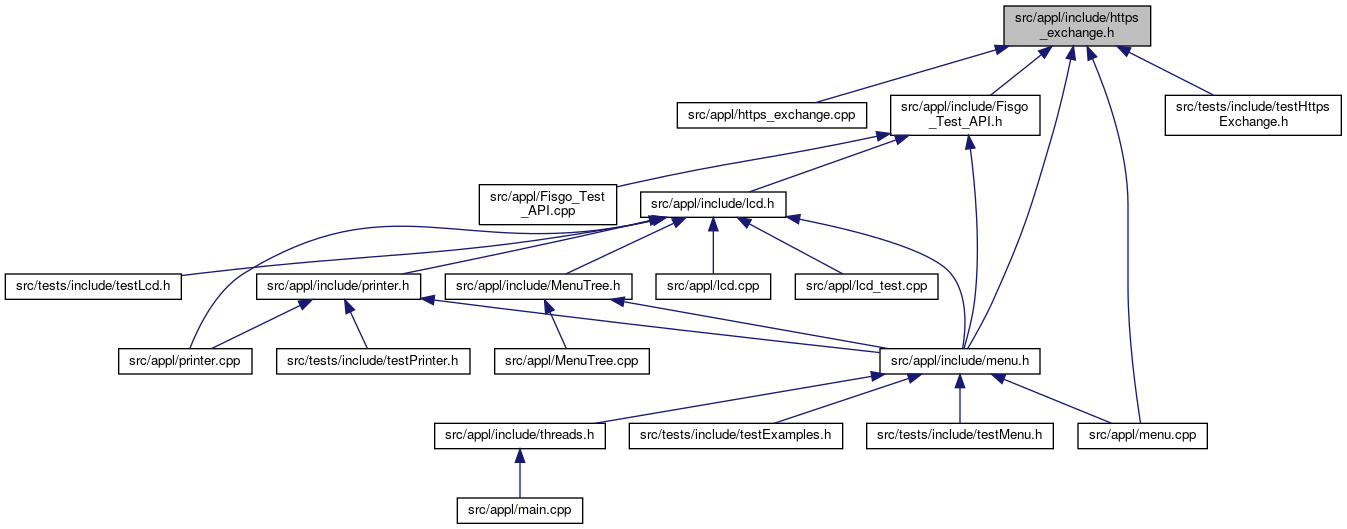 src/appl/include/https
_exchange.h
src/appl/https_exchange.cpp
src/appl/include/Fisgo
_Test_API.h
src/tests/include/testHttps
Exchange.h
src/appl/Fisgo_Test
_API.cpp
src/appl/include/lcd.h
src/tests/include/testLcd.h
src/appl/include/printer.h
src/appl/include/MenuTree.h
src/appl/lcd.cpp
src/appl/lcd_test.cpp
src/appl/printer.cpp
src/tests/include/testPrinter.h
src/appl/MenuTree.cpp
src/appl/include/menu.h
src/appl/include/threads.h
src/tests/include/testExamples.h
src/tests/include/testMenu.h
src/appl/menu.cpp
src/appl/main.cpp